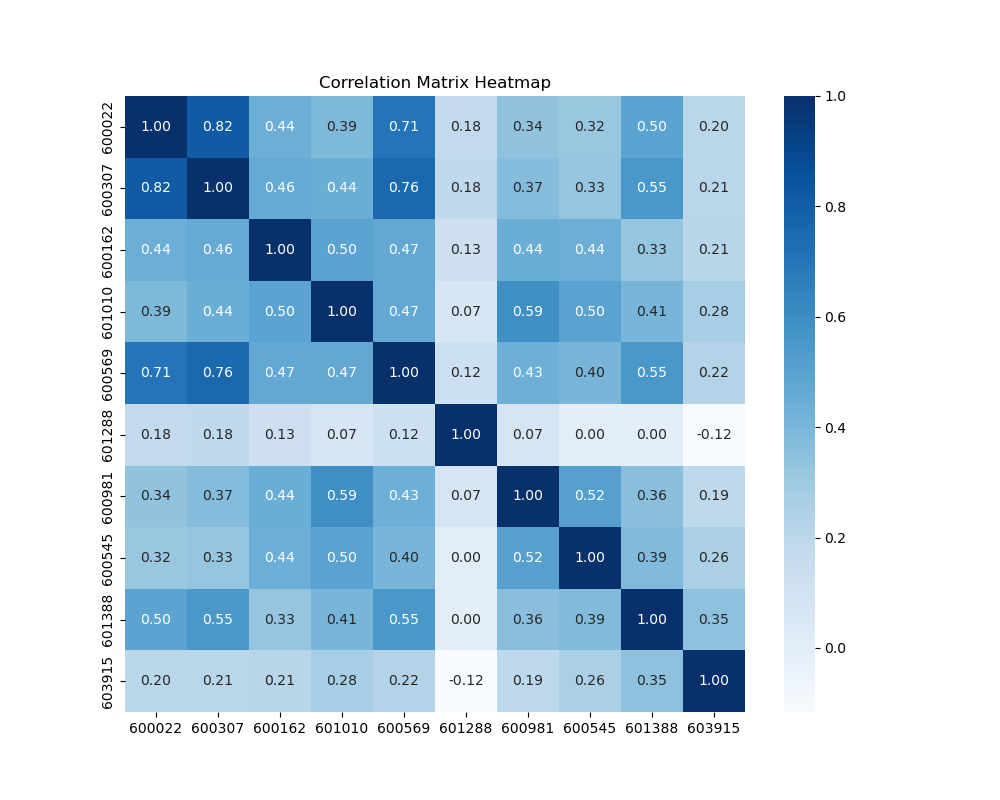 Correlation Matrix Heatmap
600022 1.00 0.82 0.44 0.39 0.71 0.18 0.34 0.32 0.50 0.20
600307 0.82 1.00 0.46 0.44 0.76 0.18 0.37 0.33 0.55 0.21
600162 0.44 0.46 1.00 0.50 0.47 0.13 0.44 0.44 0.33 0.21
601010 0.39 0.44 0.50 1.00 0.47 0.07 0.59 0.50 0.41 0.28
600569 0.71 0.76 0.47 0.47 1.00 0.12 0.43 0.40 0.55 0.22
601288 0.18 0.18 0.13 0.07 0.12 1.00 0.07 0.00 0.00 -0.12
600981 0.34 0.37 0.44 0.59 0.43 0.07 1.00 0.52 0.36 0.19
600545 0.32 0.33 0.44 0.50 0.40 0.00 0.52 1.00 0.39 0.26
601388 0.50 0.55 0.33 0.41 0.55 0.00 0.36 0.39 1.00 0.35
603915 0.20 0.21 0.21 0.28 0.22 -0.12 0.19 0.26 0.35 1.00
600022 600307 600162 601010 600569 601288 600981 600545 601388 603915
1.0
0.8
0.6
0.4
0.2
0.0